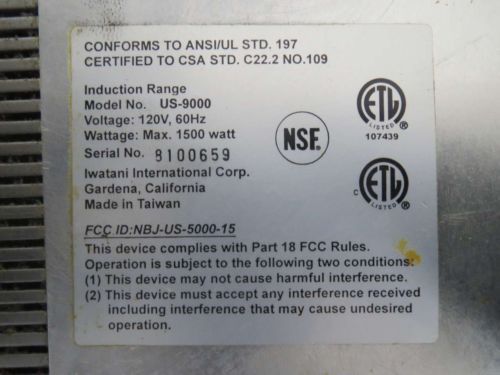 CONFORMS TO ANSI/UL STD. 197
CERTIFIED TO CSA STD. C22.2 NO.109
Induction Range
Model No. US-9000
Voltage: 120V, 60Hz
Wattage: Max. 1500 watt
Serial No. 8100659
Iwatani International Corp.
Gardena, California
Made in Taiwan
NSF®
ETL
LISTED ®
107439
C ETL
LISTED ®
FCC ID:NBJ-US-5000-15
This device complies with Part 18 FCC Rules.
Operation is subject to the following two conditions:
(1) This device may not cause harmful interference.
(2) This device must accept any interference received
including interference that may cause undesired
operation.